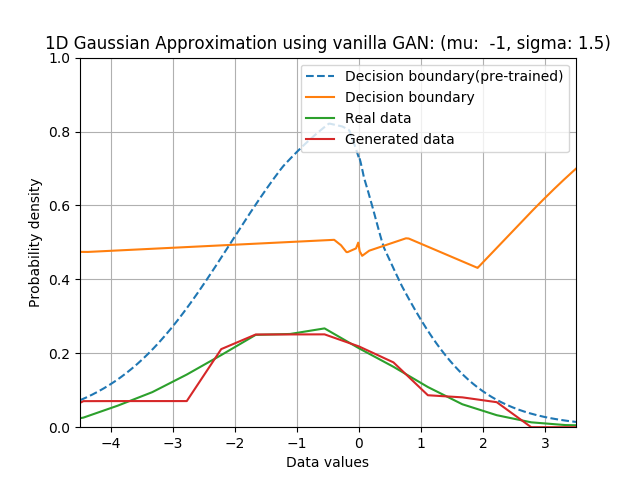 1D Gaussian Approximation using vanilla GAN: (mu:  -1, sigma: 1.5)
Decision boundary(pre-trained)
Decision boundary
Real data
Generated data
1.0
0.8
0.6
0.4
0.2
0.0
Probability density
−4 −3 −2 −1 0 1 2 3
Data values